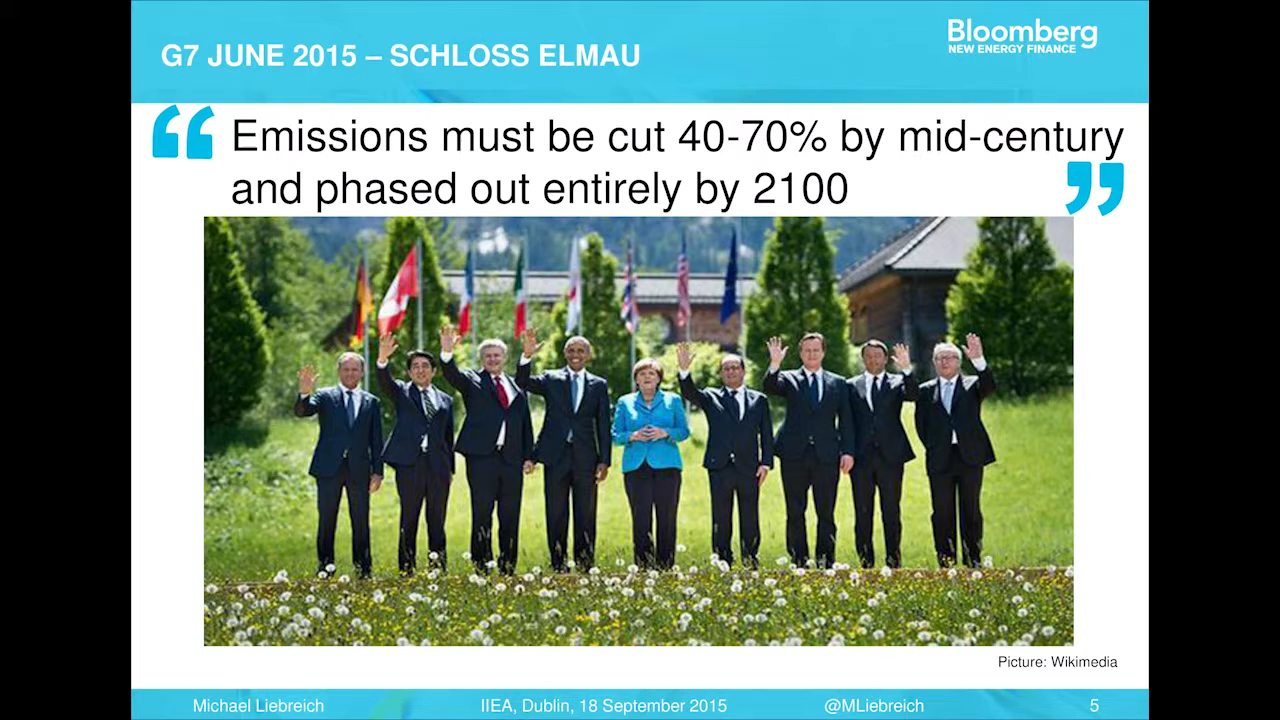 G7 JUNE 2015 – SCHLOSS ELMAU
Bloomberg
NEW ENERGY FINANCE
“Emissions must be cut 40-70% by mid-century
and phased out entirely by 2100”
Picture: Wikimedia
Michael Liebreich
IIEA, Dublin, 18 September 2015
@MLiebreich
5